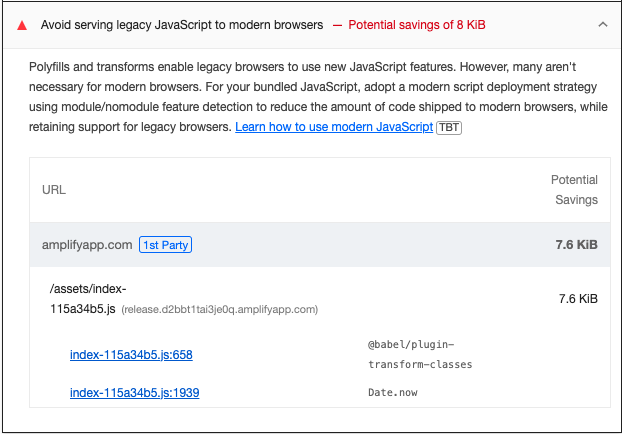 Avoid serving legacy JavaScript to modern browsers — Potential savings of 8 KiB
Polyfills and transforms enable legacy browsers to use new JavaScript features. However, many aren't
necessary for modern browsers. For your bundled JavaScript, adopt a modern script deployment strategy
using module/nomodule feature detection to reduce the amount of code shipped to modern browsers, while
retaining support for legacy browsers. Learn how to use modern JavaScript TBT
URL
Potential
Savings
amplifyapp.com 1st Party 7.6 KiB
/assets/index-
115a34b5.js (release.d2bbt1tai3je0q.amplifyapp.com) 7.6 KiB
index-115a34b5.js:658
@babel/plugin-
transform-classes
index-115a34b5.js:1939 Date.now